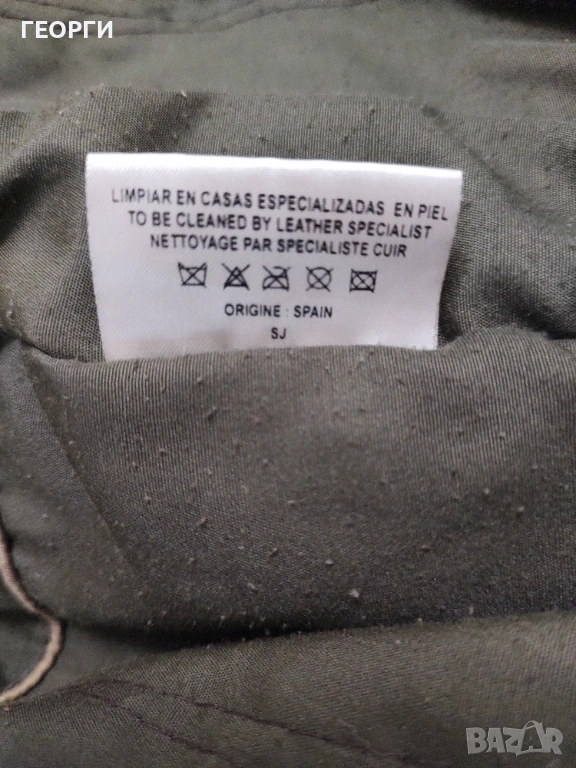 ГЕОРГИ
LIMPIAR EN CASAS ESPECIALIZADAS EN PIEL
TO BE CLEANED BY LEATHER SPECIALIST
NETTOYAGE PAR SPECIALISTE CUIR
ORIGINE : SPAIN
SJ
BAZAR